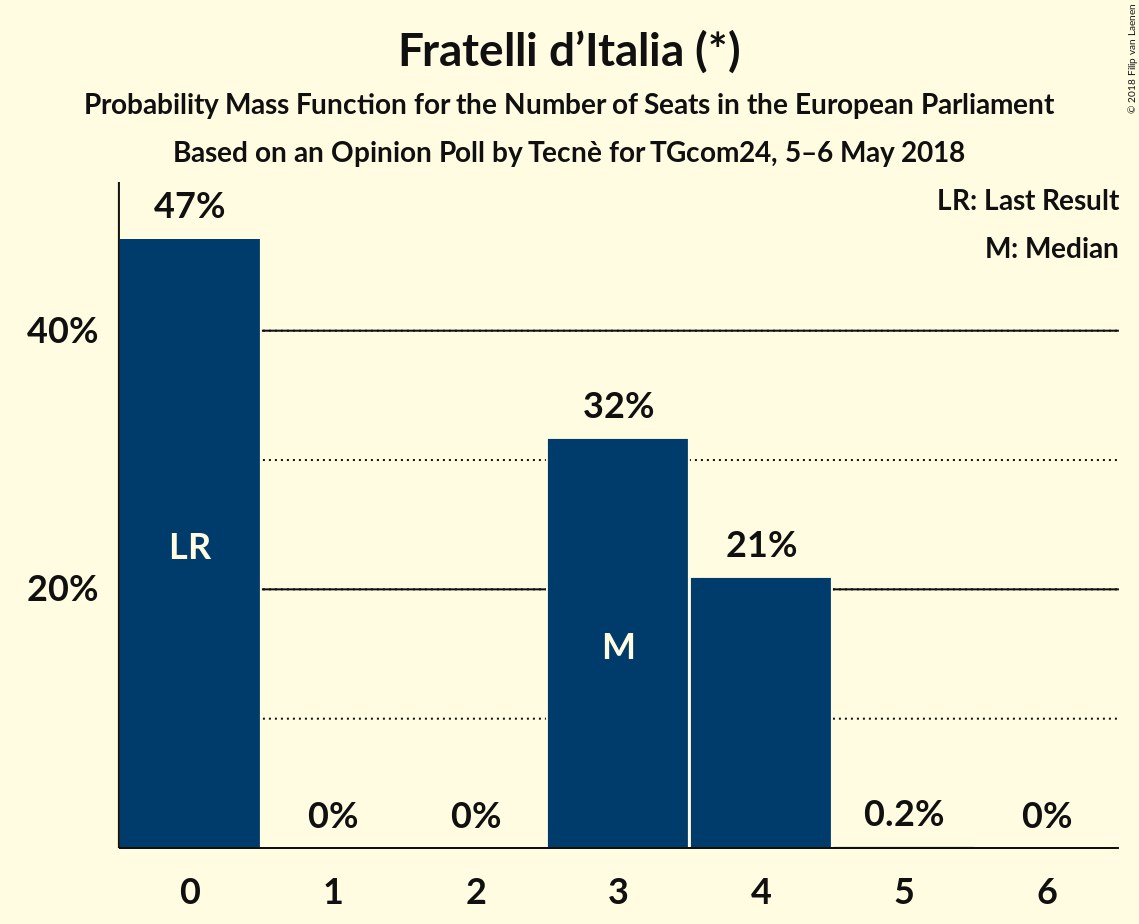 Fratelli d’Italia (*)
Probability Mass Function for the Number of Seats in the European Parliament
Based on an Opinion Poll by Tecnè for TGcom24, 5–6 May 2018
© 2018 Filip van Laenen
LR: Last Result
M: Median
47%
40%
32%
21%
20%
LR
M
0%
0%
0.2%
0%
0
1
2
3
4
5
6